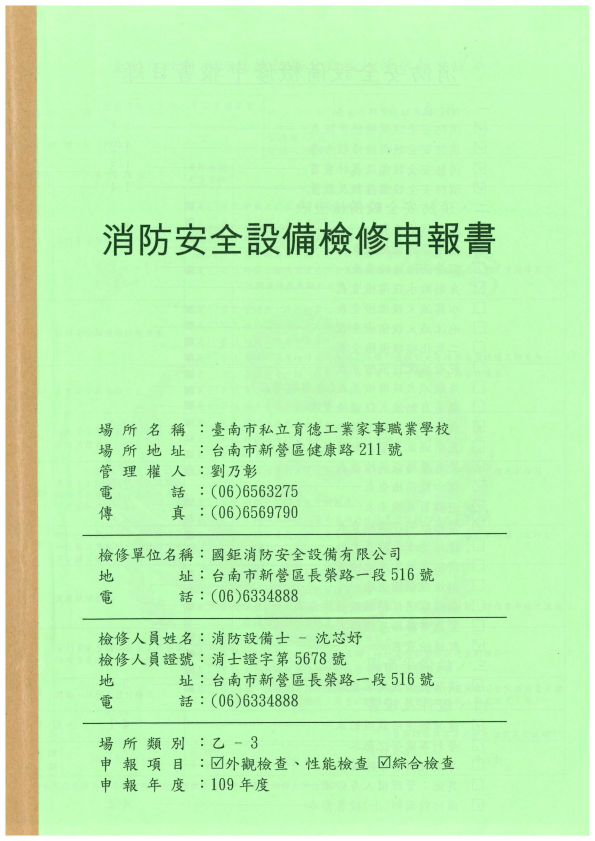 消防安全設備檢修申報書
場所名稱：臺南市私立育德工業家事職業學校
場所地址：台南市新營區健康路211號
管理權人：劉乃彰
電話：(06)6563275
傳真：(06)6569790
檢修單位名稱：國鉅消防安全設備有限公司
地址：台南市新營區長榮路一段516號
電話：(06)6334888
檢修人員姓名：消防設備士－沈芯妤
檢修人員證號：消士證字第5678號
地址：台南市新營區長榮路一段516號
電話：(06)6334888
場所類別：乙－3
申報項目：☑外觀檢查、性能檢查 ☑綜合檢查
申報年度：109年度